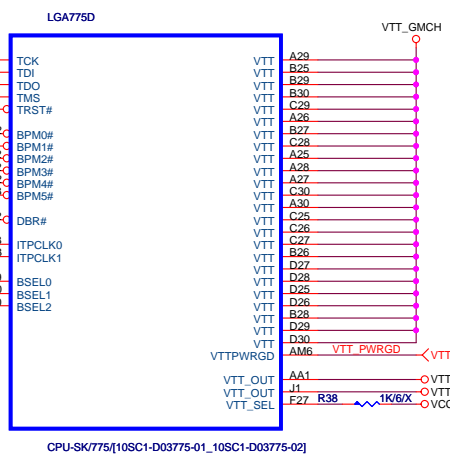 LGA775D
VTT_GMCH
TCK VTT A29
TDI VTT B25
TDO VTT B29
TMS VTT B30
TRST# VTT C29
VTT A26
BPM0# VTT B27
BPM1# VTT C28
BPM2# VTT A25
BPM3# VTT A28
BPM4# VTT A27
BPM5# VTT C30
VTT A30
DBR# VTT C25
VTT C26
ITPCLK0 VTT C27
ITPCLK1 VTT B26
VTT D27
BSEL0 VTT D28
BSEL1 VTT D25
BSEL2 VTT D26
VTT B28
VTT D29
VTT D30
VTTPWRGD AM6 VTT_PWRGD VTT
VTT_OUT AA1 VTT
VTT_OUT J1 VTT
VTT_SEL F27 R38 1K/6/X VCC
CPU-SK/775/[10SC1-D03775-01_10SC1-D03775-02]